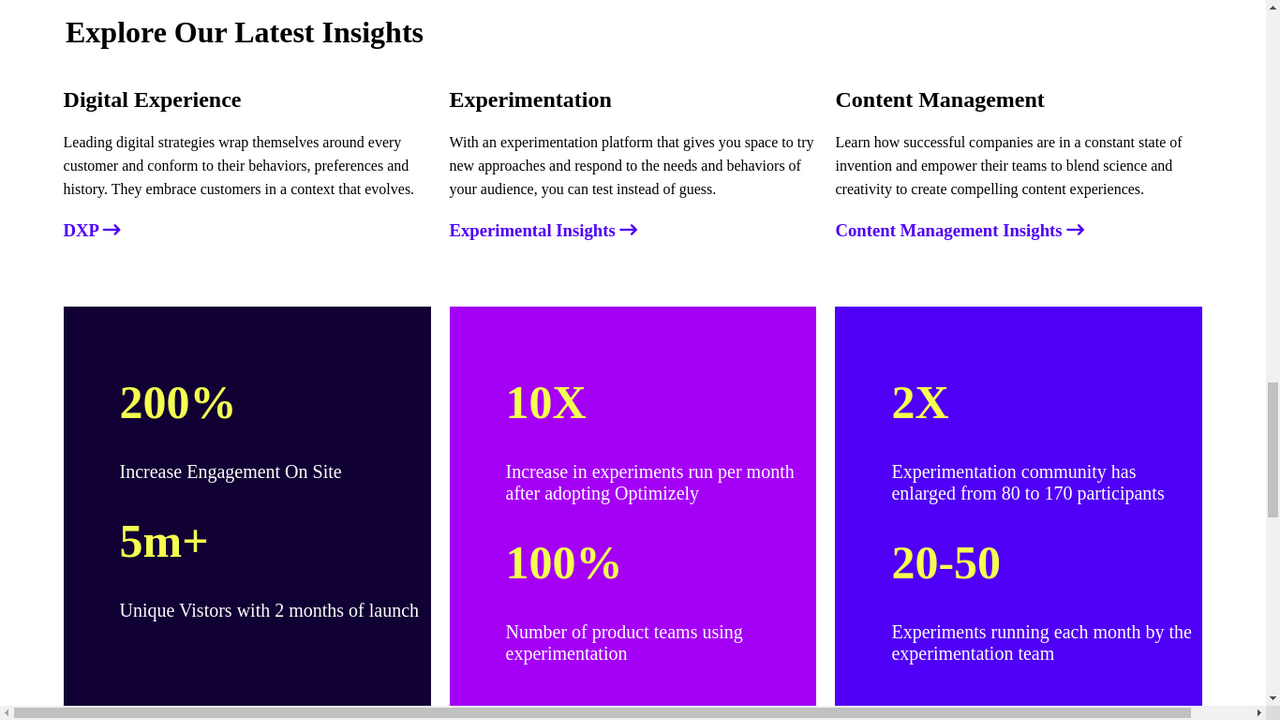 Explore Our Latest Insights
Digital Experience
Leading digital strategies wrap themselves around every
customer and conform to their behaviors, preferences and
history. They embrace customers in a context that evolves.
DXP
Experimentation
With an experimentation platform that gives you space to try
new approaches and respond to the needs and behaviors of
your audience, you can test instead of guess.
Experimental Insights
Content Management
Learn how successful companies are in a constant state of
invention and empower their teams to blend science and
creativity to create compelling content experiences.
Content Management Insights
200%
Increase Engagement On Site
5m+
Unique Vistors with 2 months of launch
10X
Increase in experiments run per month
after adopting Optimizely
100%
Number of product teams using
experimentation
2X
Experimentation community has
enlarged from 80 to 170 participants
20-50
Experiments running each month by the
experimentation team